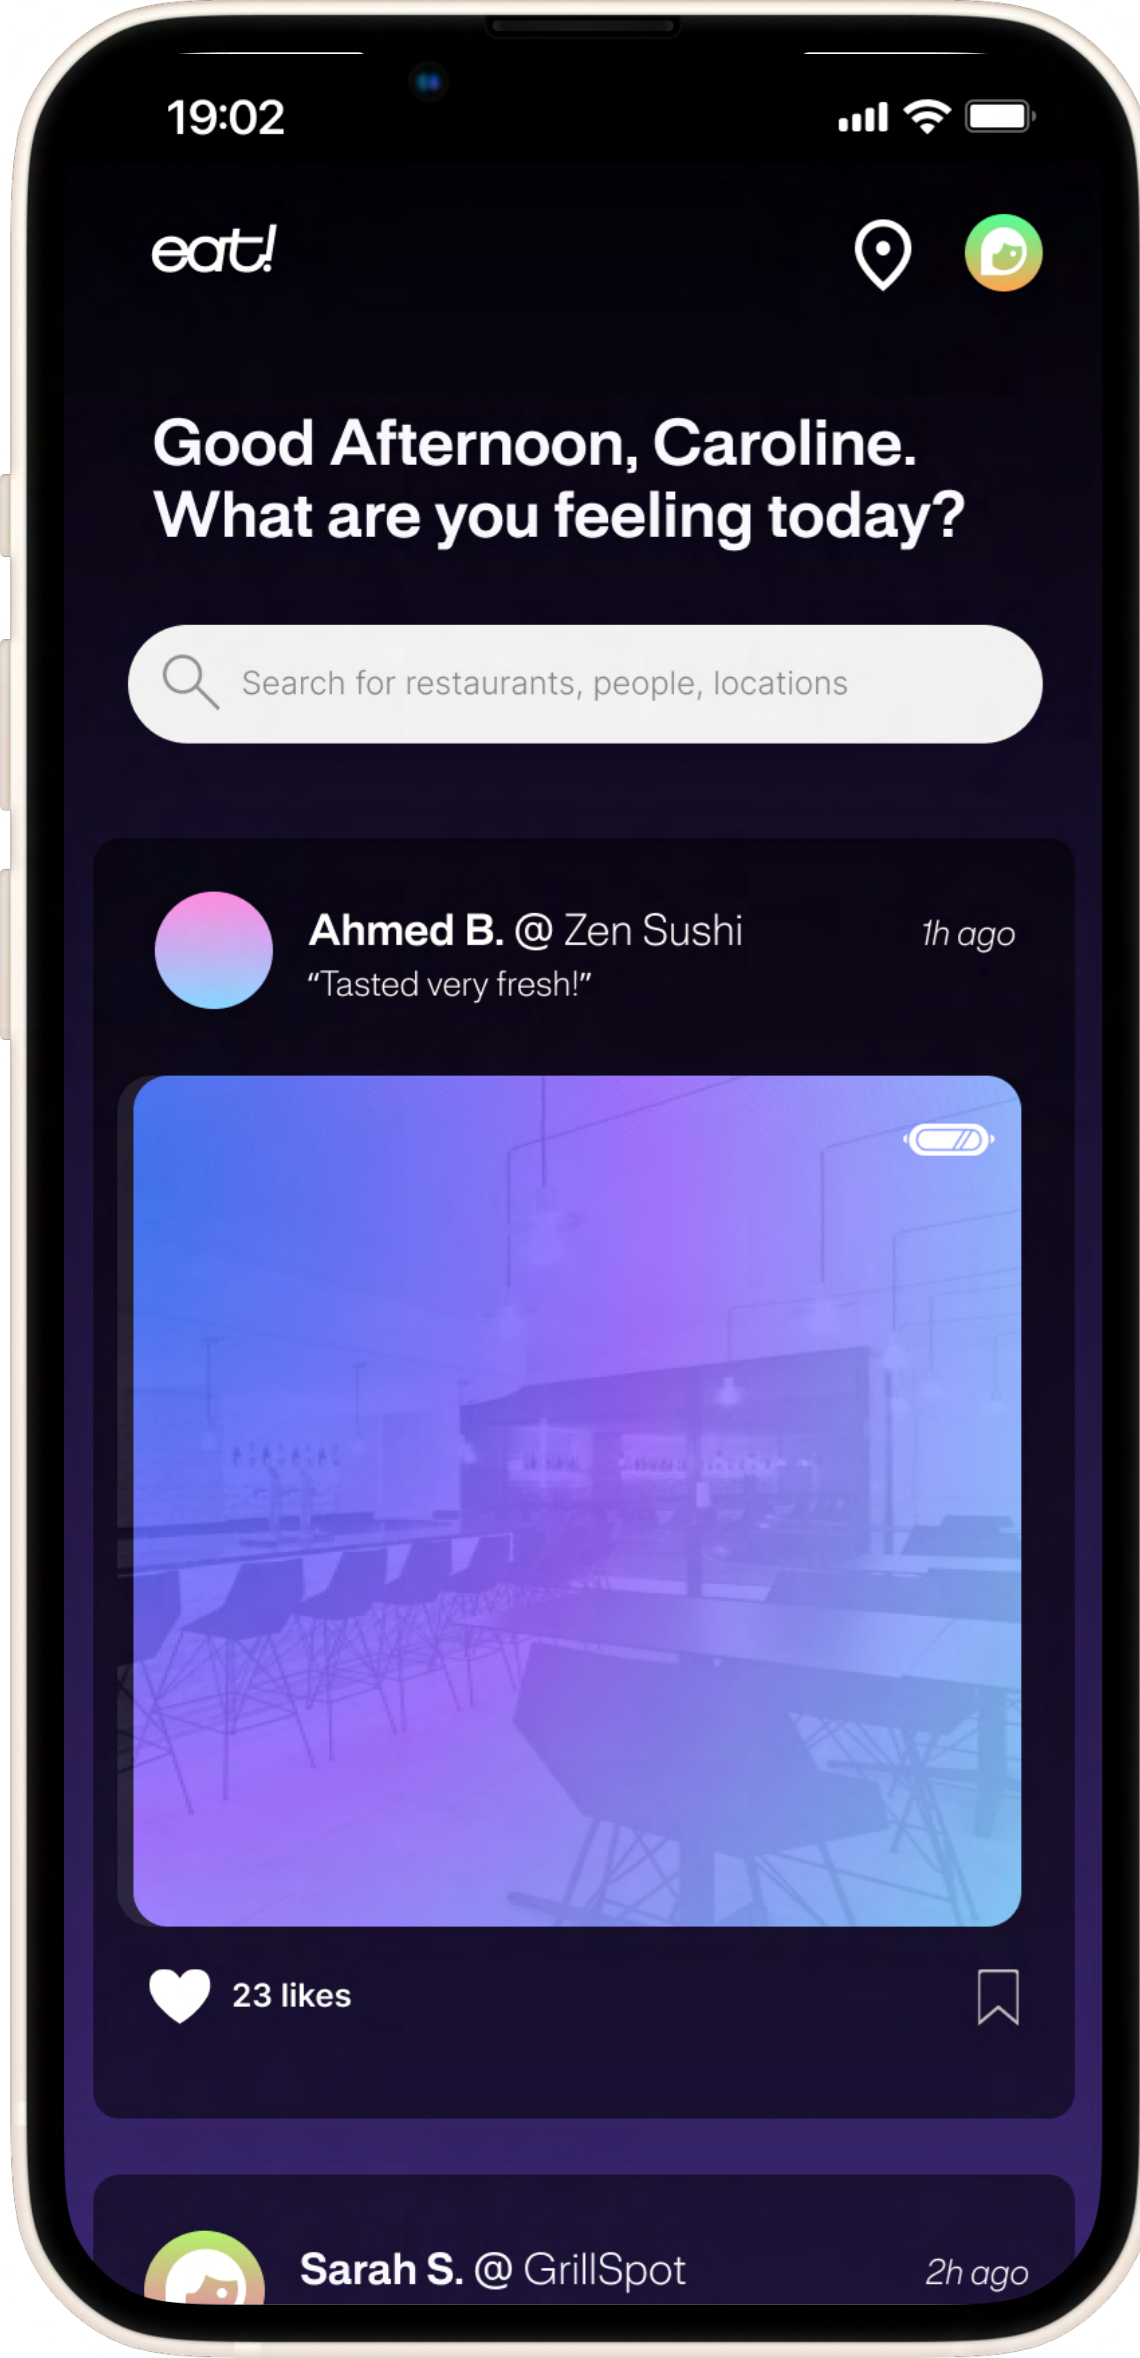 19:02
eat!
Good Afternoon, Caroline.
What are you feeling today?
Search for restaurants, people, locations
Ahmed B. @ Zen Sushi
1h ago
“Tasted very fresh!”
23 likes
Sarah S. @ GrillSpot
2h ago